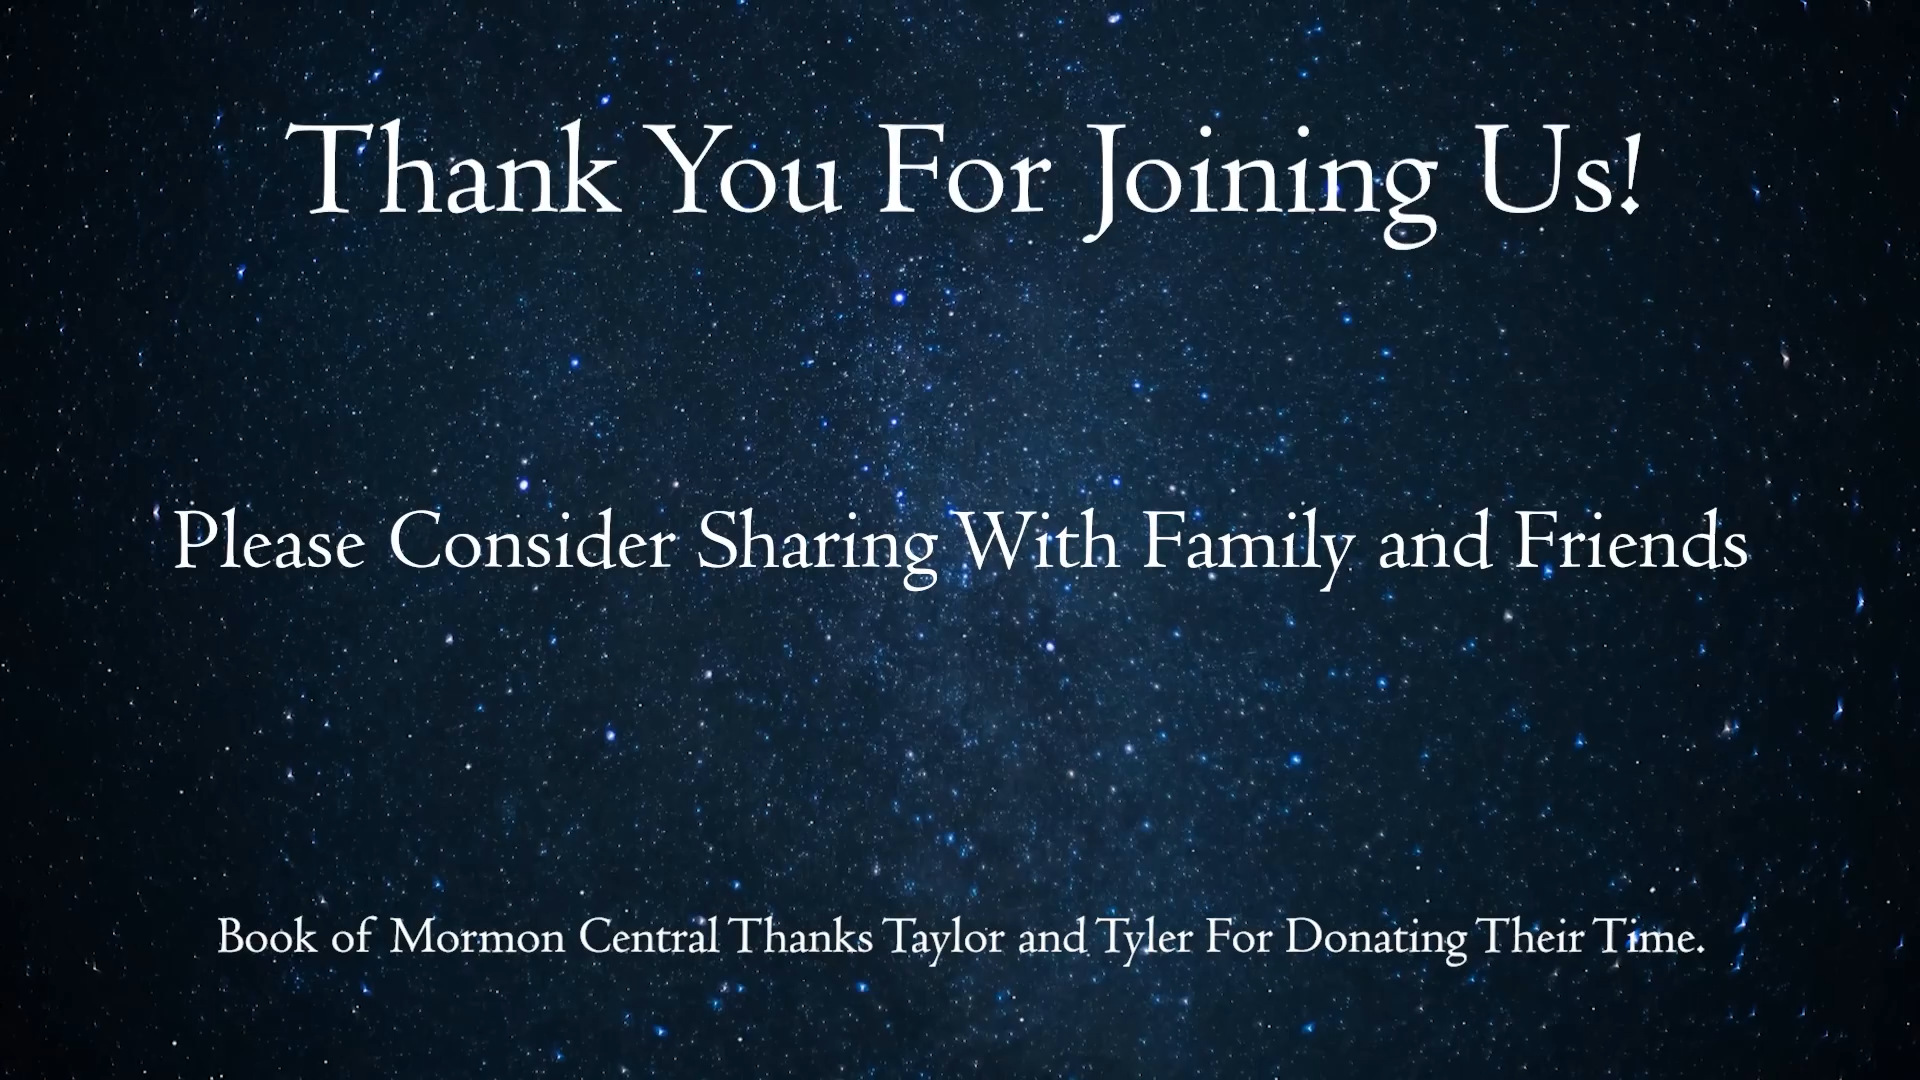 Thank You For Joining Us!
Please Consider Sharing With Family and Friends
Book of Mormon Central Thanks Taylor and Tyler For Donating Their Time.